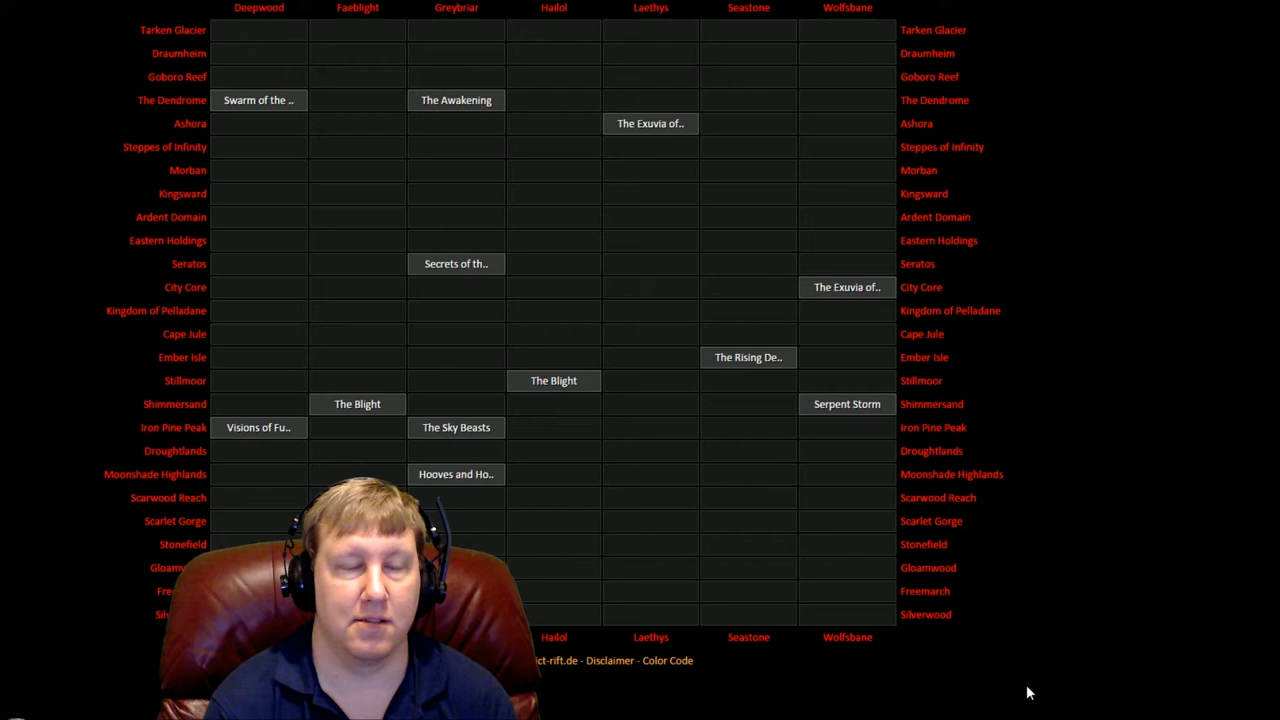 Deepwood Faeblight Greybriar Hailol Laethys Seastone Wolfsbane
Tarken Glacier Tarken Glacier
Draumheim Draumheim
Goboro Reef Goboro Reef
The Dendrome Swarm of the .. The Awakening The Dendrome
Ashora The Exuvia of.. Ashora
Steppes of Infinity Steppes of Infinity
Morban Morban
Kingsward Kingsward
Ardent Domain Ardent Domain
Eastern Holdings Eastern Holdings
Seratos Secrets of th.. Seratos
City Core The Exuvia of.. City Core
Kingdom of Pelladane Kingdom of Pelladane
Cape Jule Cape Jule
Ember Isle The Rising De.. Ember Isle
Stillmoor The Blight Stillmoor
Shimmersand The Blight Serpent Storm Shimmersand
Iron Pine Peak Visions of Fu.. The Sky Beasts Iron Pine Peak
Droughtlands Droughtlands
Moonshade Highlands Hooves and Ho.. Moonshade Highlands
Scarwood Reach Scarwood Reach
Scarlet Gorge Scarlet Gorge
Stonefield Stonefield
Gloamw Gloamwood
Fre Freemarch
Sil Silverwood
Hailol Laethys Seastone Wolfsbane
ict-rift.de - Disclaimer - Color Code